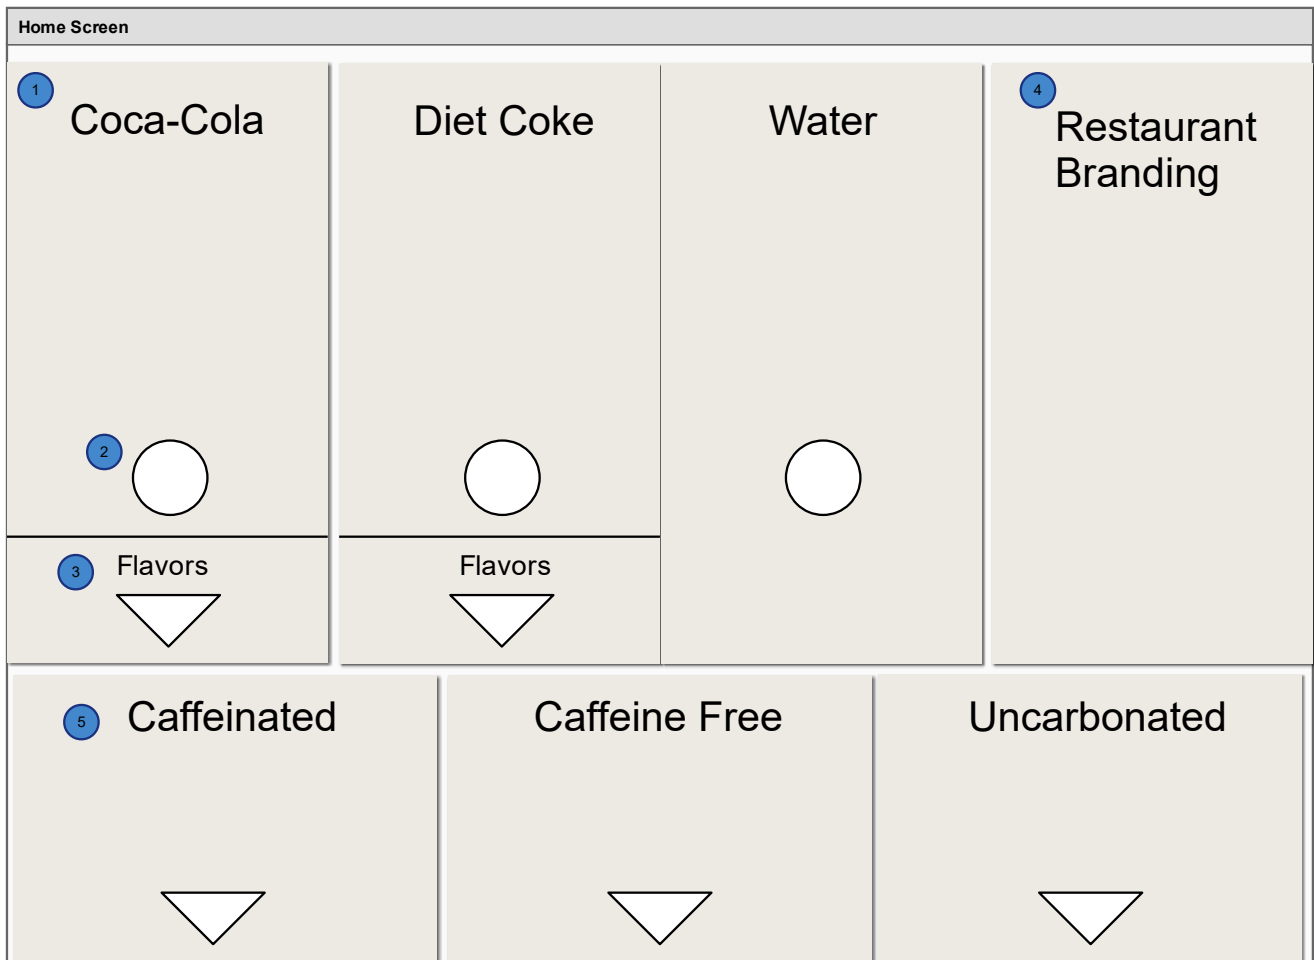 Home Screen
1
Coca-Cola
Diet Coke
Water
4
Restaurant
Branding
2
3
Flavors
Flavors
5
Caffeinated
Caffeine Free
Uncarbonated